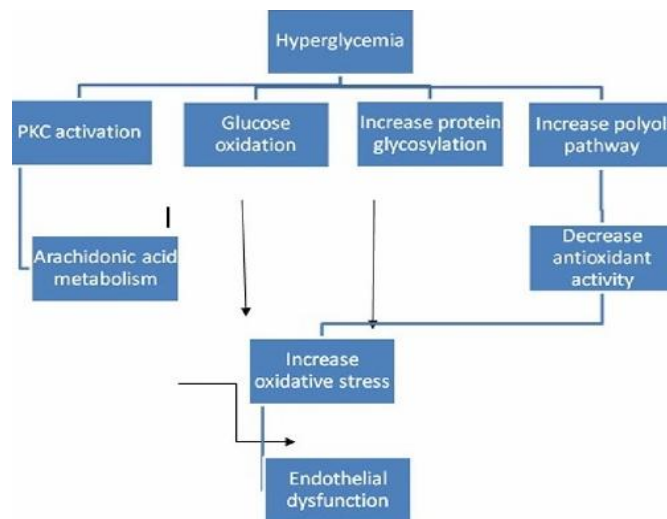 Hyperglycemia
PKC activation
Glucose
oxidation
Increase protein
glycosylation
Increase polyol
pathway
Arachidonic acid
metabolism
Decrease
antioxidant
activity
Increase
oxidative stress
Endothelial
dysfunction